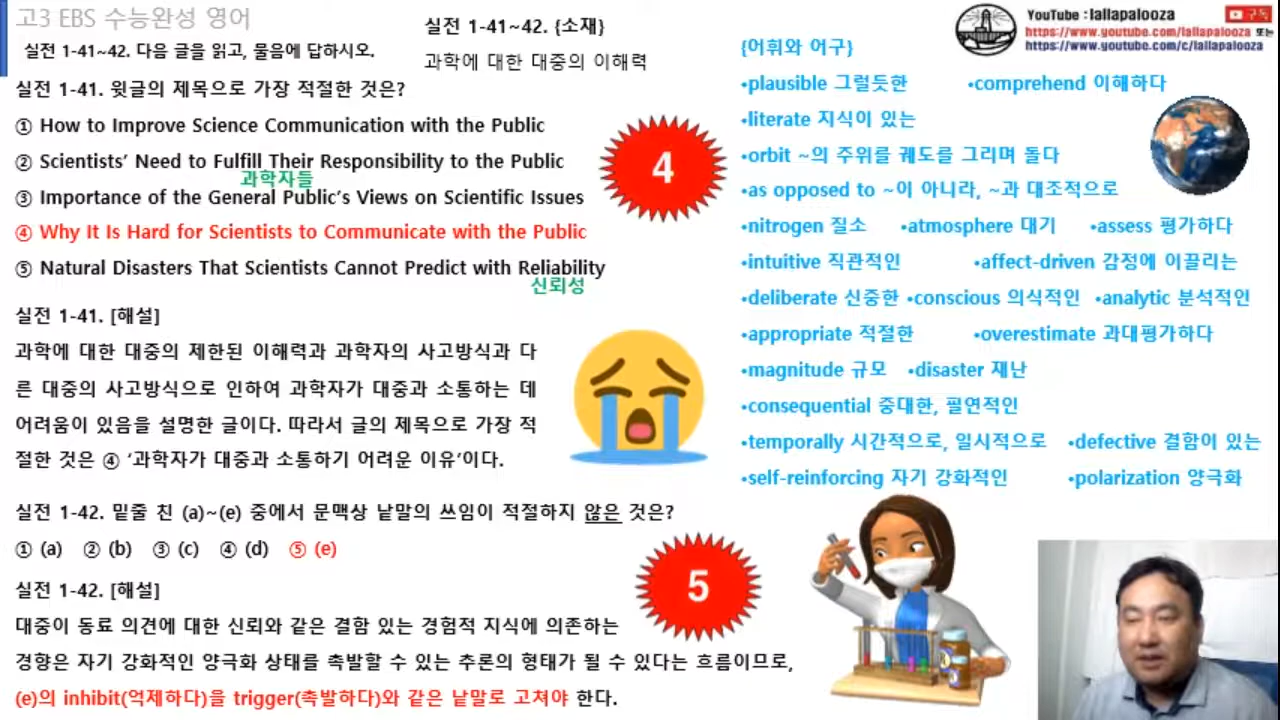 고3 EBS 수능완성 영어
실전 1-41~42. 다음 글을 읽고, 물음에 답하시오.
실전 1-41~42. {소재}
과학에 대한 대중의 이해력
YouTube : lallapalooza
구독
https://www.youtube.com/lallapalooza 또는
https://www.youtube.com/c/lallapalooza
실전 1-41. 윗글의 제목으로 가장 적절한 것은?
① How to Improve Science Communication with the Public
② Scientists’ Need to Fulfill Their Responsibility to the Public
과학자들
③ Importance of the General Public’s Views on Scientific Issues
④ Why It Is Hard for Scientists to Communicate with the Public
⑤ Natural Disasters That Scientists Cannot Predict with Reliability
신뢰성
4
실전 1-41. [해설]
과학에 대한 대중의 제한된 이해력과 과학자의 사고방식과 다
른 대중의 사고방식으로 인하여 과학자가 대중과 소통하는 데
어려움이 있음을 설명한 글이다. 따라서 글의 제목으로 가장 적
절한 것은 ④ ‘과학자가 대중과 소통하기 어려운 이유’이다.
실전 1-42. 밑줄 친 (a)~(e) 중에서 문맥상 낱말의 쓰임이 적절하지 않은 것은?
① (a) ② (b) ③ (c) ④ (d) ⑤ (e)
5
실전 1-42. [해설]
대중이 동료 의견에 대한 신뢰와 같은 결함 있는 경험적 지식에 의존하는
경향은 자기 강화적인 양극화 상태를 촉발할 수 있는 추론의 형태가 될 수 있다는 흐름이므로,
(e)의 inhibit(억제하다)을 trigger(촉발하다)와 같은 낱말로 고쳐야 한다.
{어휘와 어구}
•plausible 그럴듯한 •comprehend 이해하다
•literate 지식이 있는
•orbit ~의 주위를 궤도를 그리며 돌다
•as opposed to ~이 아니라, ~과 대조적으로
•nitrogen 질소 •atmosphere 대기 •assess 평가하다
•intuitive 직관적인 •affect-driven 감정에 이끌리는
•deliberate 신중한 •conscious 의식적인 •analytic 분석적인
•appropriate 적절한 •overestimate 과대평가하다
•magnitude 규모 •disaster 재난
•consequential 중대한, 필연적인
•temporally 시간적으로, 일시적으로 •defective 결함이 있는
•self-reinforcing 자기 강화적인 •polarization 양극화